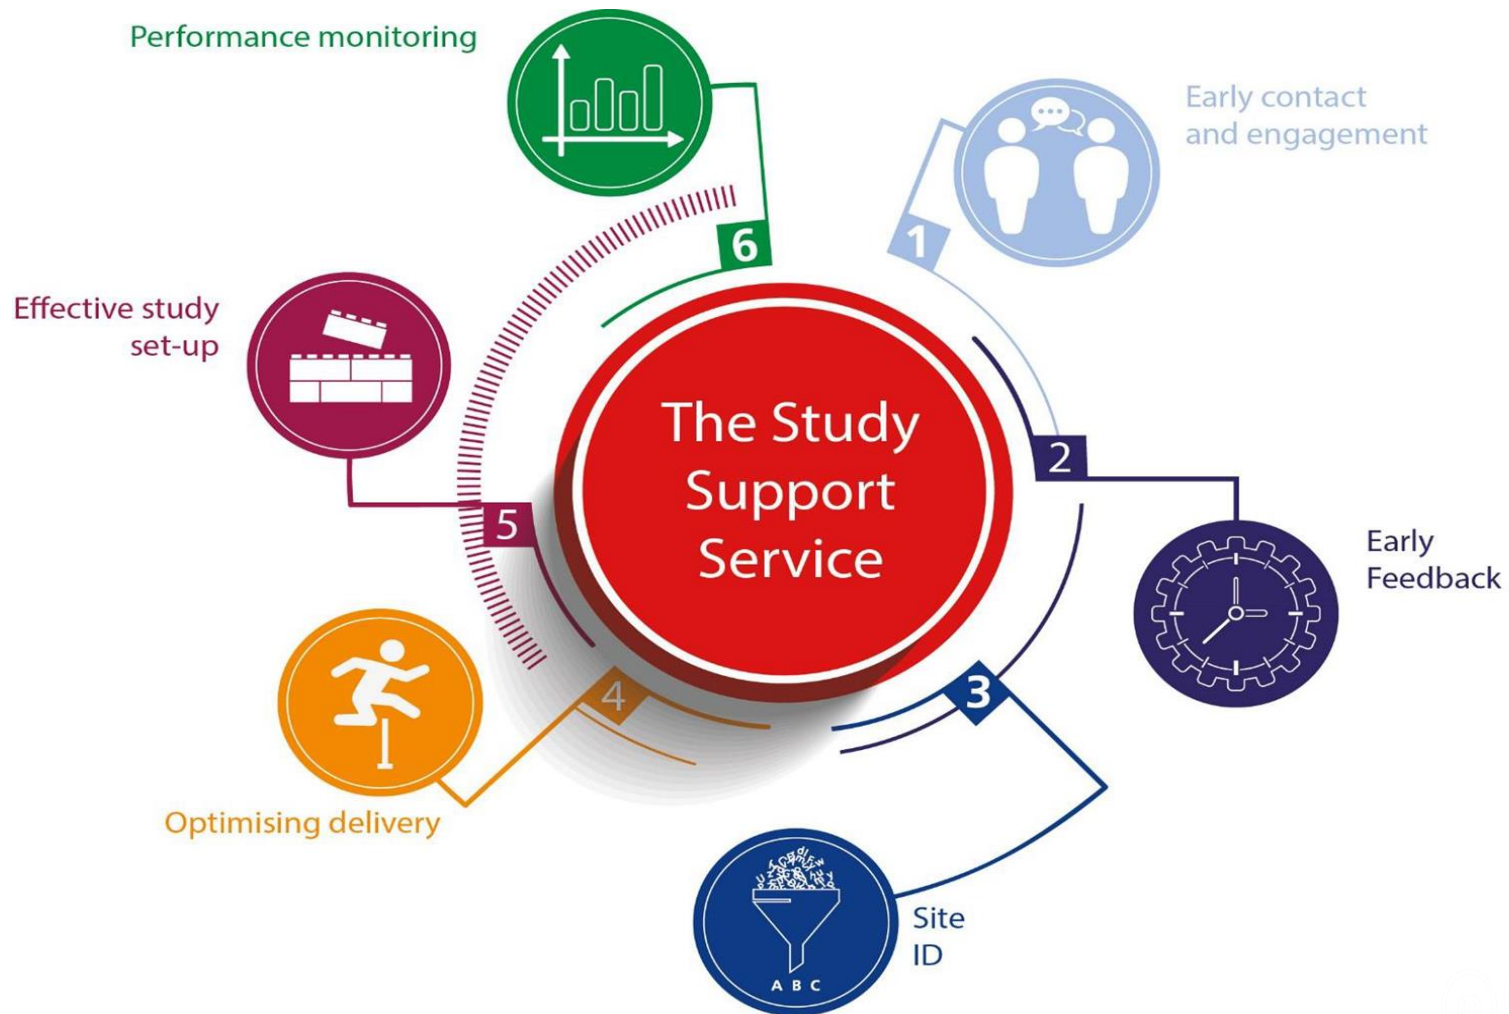 Performance monitoring
6
Early contact
and engagement
1
Effective study
set-up
5
The Study
Support
Service
2
Early
Feedback
Optimising delivery
4
3
Site
ID
A B C